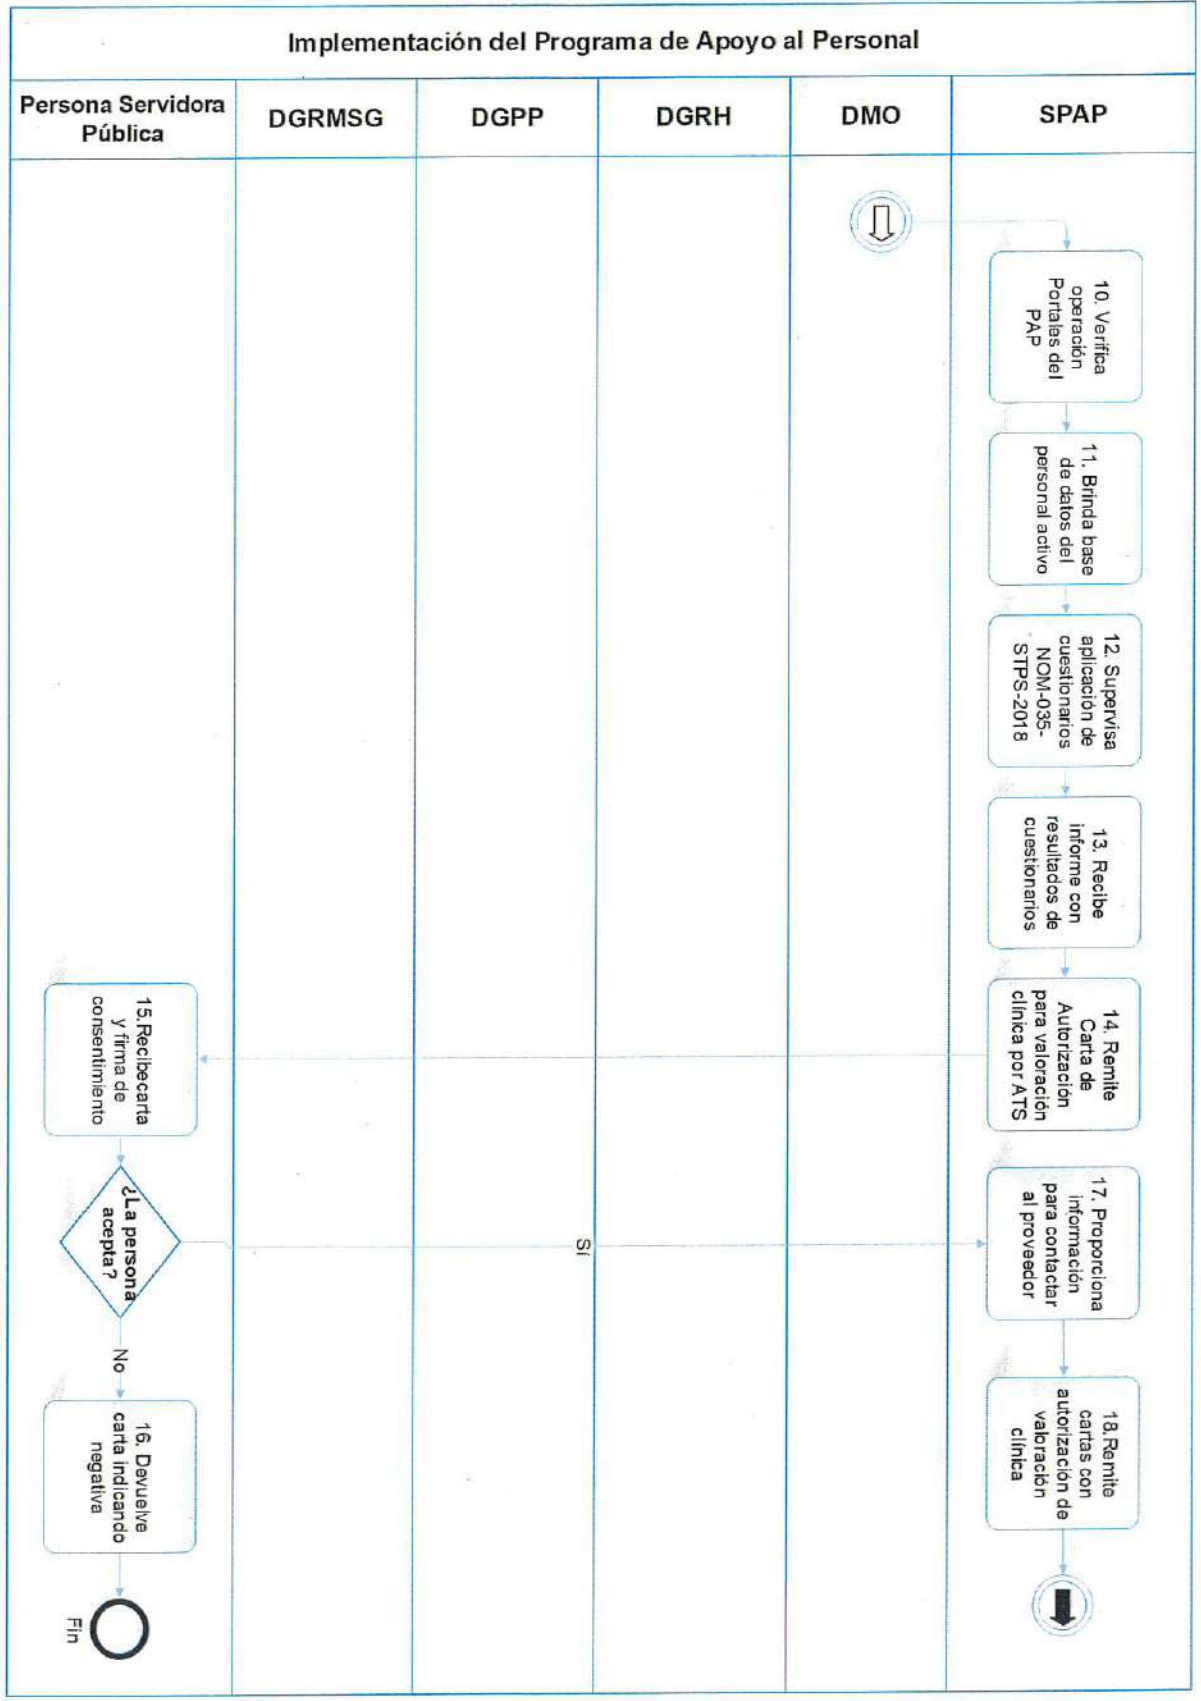 Implementación del Programa de Apoyo al Personal
Persona Servidora
Pública
DGRMSG
DGPP
DGRH
DMO
SPAP
10. Verifica
operación
Portales del
PAP
11. Brinda base
de datos del
personal activo
12. Supervisa
aplicación de
cuestionarios
NOM-035-
STPS-2018
13. Recibe
informe con
resultados de
cuestionarios
14. Remite
Carta de
Autorización
para valoración
clínica por ATS
15.Recibecarta
y firma de
consentimiento
¿La persona
acepta?
Sí
No
16. Devuelve
carta indicando
negativa
Fin
17. Proporciona
información
para contactar
al proveedor
18.Remite
cartas con
autorización de
valoración
clínica